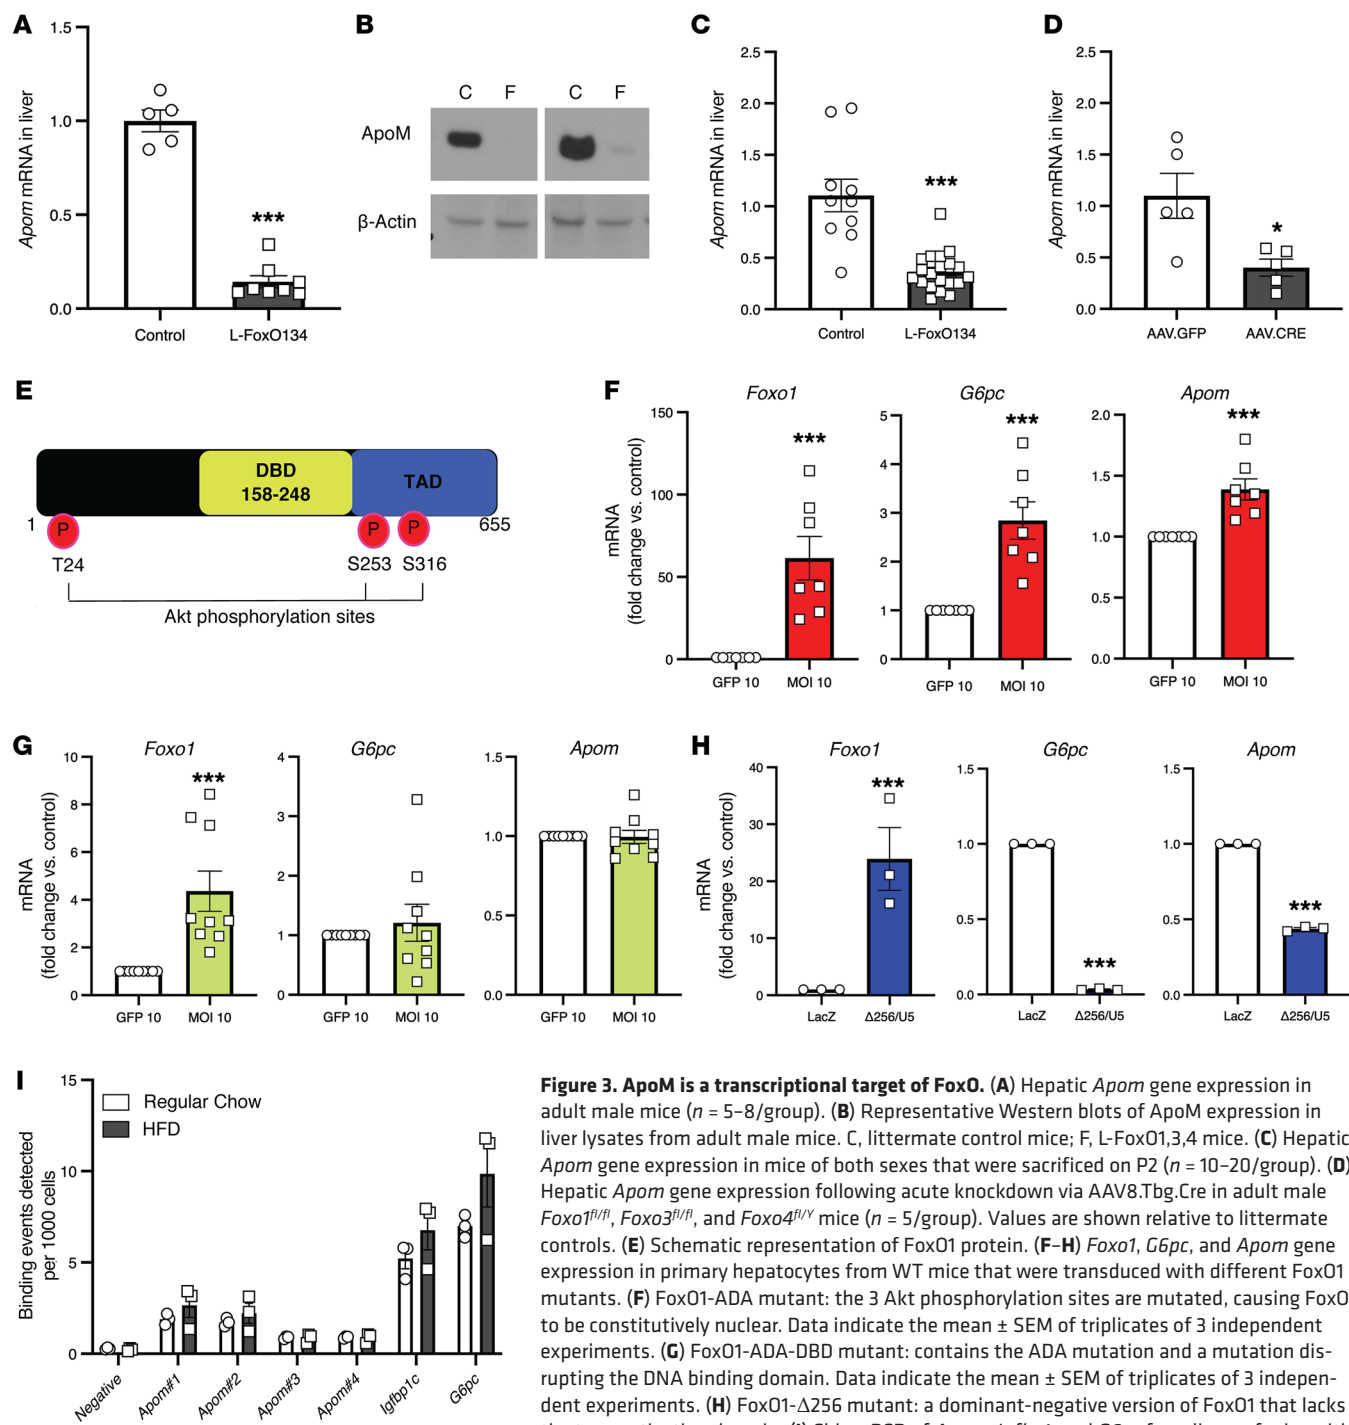 A
1.5
1.0
0.5
0.0
Apom mRNA in liver
***
Control
L-FoxO134
B
C F C F
ApoM
β-Actin
C
2.5
2.0
1.5
1.0
0.5
0.0
Apom mRNA in liver
***
Control
L-FoxO134
D
2.5
2.0
1.5
1.0
0.5
0.0
Apom mRNA in liver
*
AAV.GFP
AAV.CRE
E
DBD
158-248
TAD
1
655
P
P
P
T24
S253
S316
Akt phosphorylation sites
F
mRNA
(fold change vs. control)
Foxo1
150
100
50
0
***
GFP 10
MOI 10
G6pc
5
4
3
2
1
0
***
GFP 10
MOI 10
Apom
2.0
1.5
1.0
0.5
0.0
***
GFP 10
MOI 10
G
mRNA
(fold change vs. control)
Foxo1
10
8
6
4
2
0
***
GFP 10
MOI 10
G6pc
4
3
2
1
0
GFP 10
MOI 10
Apom
1.5
1.0
0.5
0.0
GFP 10
MOI 10
H
mRNA
(fold change vs. control)
Foxo1
40
30
20
10
0
***
LacZ
Δ256/U5
G6pc
1.5
1.0
0.5
0.0
***
LacZ
Δ256/U5
Apom
1.5
1.0
0.5
0.0
***
LacZ
Δ256/U5
I
Binding events detected
per 1000 cells
15
10
5
0
Regular Chow
HFD
Negative
Apom#1
Apom#2
Apom#3
Apom#4
Igfbp1c
G6pc
Figure 3. ApoM is a transcriptional target of FoxO. (A) Hepatic Apom gene expression in
adult male mice (n = 5–8/group). (B) Representative Western blots of ApoM expression in
liver lysates from adult male mice. C, littermate control mice; F, L-FoxO1,3,4 mice. (C) Hepatic
Apom gene expression in mice of both sexes that were sacrificed on P2 (n = 10–20/group). (D)
Hepatic Apom gene expression following acute knockdown via AAV8.Tbg.Cre in adult male
Foxo1fl/fl, Foxo3fl/fl, and Foxo4fl/Y mice (n = 5/group). Values are shown relative to littermate
controls. (E) Schematic representation of FoxO1 protein. (F–H) Foxo1, G6pc, and Apom gene
expression in primary hepatocytes from WT mice that were transduced with different FoxO1
mutants. (F) FoxO1-ADA mutant: the 3 Akt phosphorylation sites are mutated, causing FoxO
to be constitutively nuclear. Data indicate the mean ± SEM of triplicates of 3 independent
experiments. (G) FoxO1-ADA-DBD mutant: contains the ADA mutation and a mutation dis-
rupting the DNA binding domain. Data indicate the mean ± SEM of triplicates of 3 indepen-
dent experiments. (H) FoxO1-Δ256 mutant: a dominant-negative version of FoxO1 that lacks